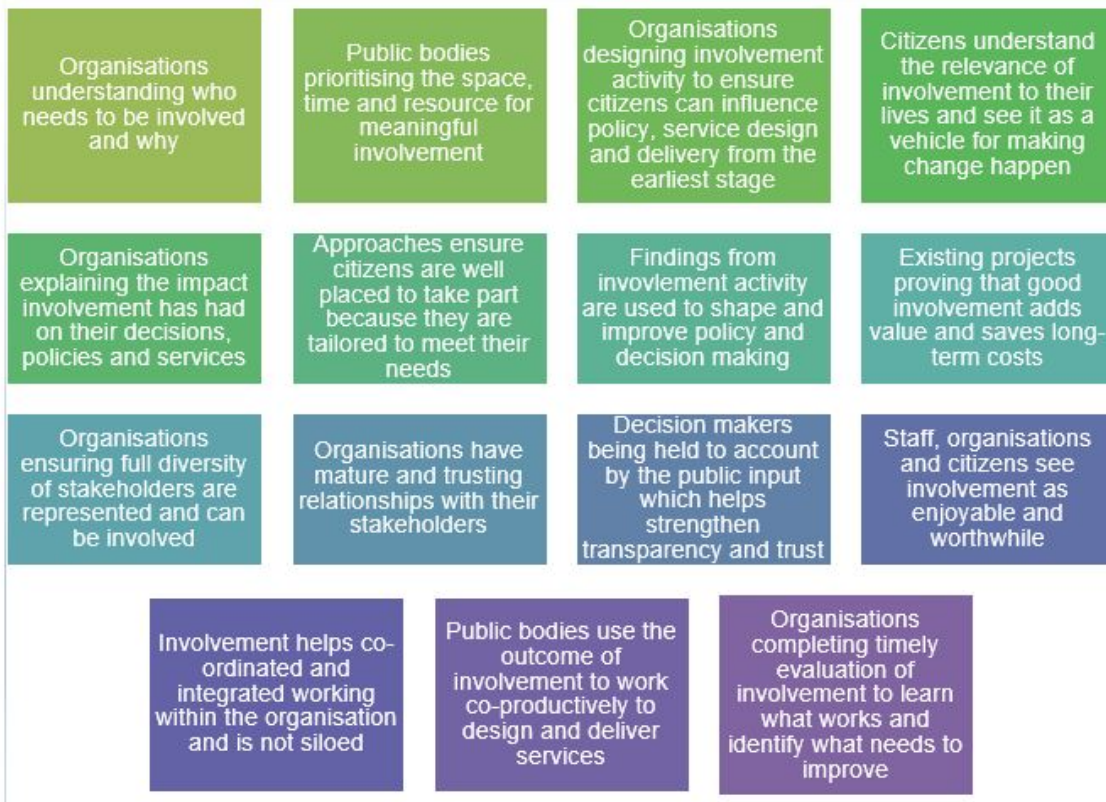 Organisations
understanding who
needs to be involved
and why
Public bodies
prioritising the space,
time and resource for
meaningful
involvement
Organisations
designing involvement
activity to ensure
citizens can influence
policy, service design
and delivery from the
earliest stage
Citizens understand
the relevance of
involvement to their
lives and see it as a
vehicle for making
change happen
Organisations
explaining the impact
involvement has had
on their decisions,
policies and services
Approaches ensure
citizens are well
placed to take part
because they are
tailored to meet their
needs
Findings from
invovlement activity
are used to shape and
improve policy and
decision making
Existing projects
proving that good
involvement adds
value and saves long-
term costs
Organisations
ensuring full diversity
of stakeholders are
represented and can
be involved
Organisations have
mature and trusting
relationships with their
stakeholders
Decision makers
being held to account
by the public input
which helps
strengthen
transparency and trust
Staff, organisations
and citizens see
involvement as
enjoyable and
worthwhile
Involvement helps co-
ordinated and
integrated working
within the organisation
and is not siloed
Public bodies use the
outcome of
involvement to work
co-productively to
design and deliver
services
Organisations
completing timely
evaluation of
involvement to learn
what works and
identify what needs to
improve